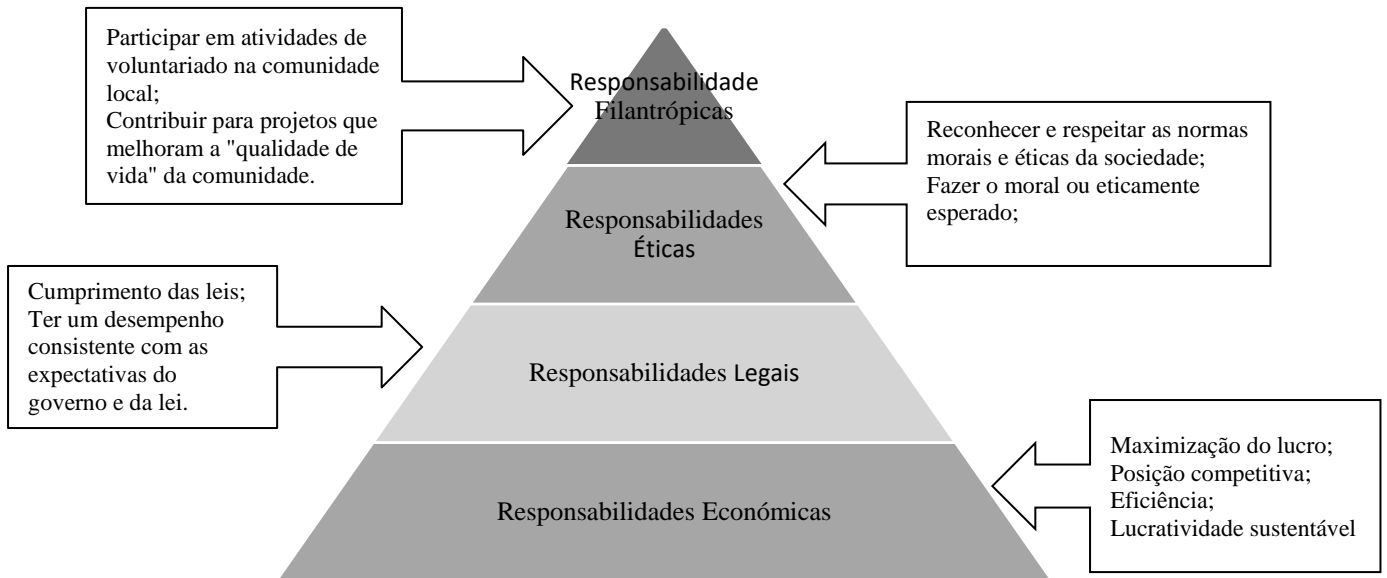 Participar em atividades de
voluntariado na comunidade
local;
Contribuir para projetos que
melhoram a "qualidade de
vida" da comunidade.
Responsabilidade
Filantrópicas
Reconhecer e respeitar as normas
morais e éticas da sociedade;
Fazer o moral ou eticamente
esperado;
Responsabilidades
Éticas
Cumprimento das leis;
Ter um desempenho
consistente com as
expectativas do
governo e da lei.
Responsabilidades Legais
Maximização do lucro;
Posição competitiva;
Eficiência;
Lucratividade sustentável
Responsabilidades Económicas